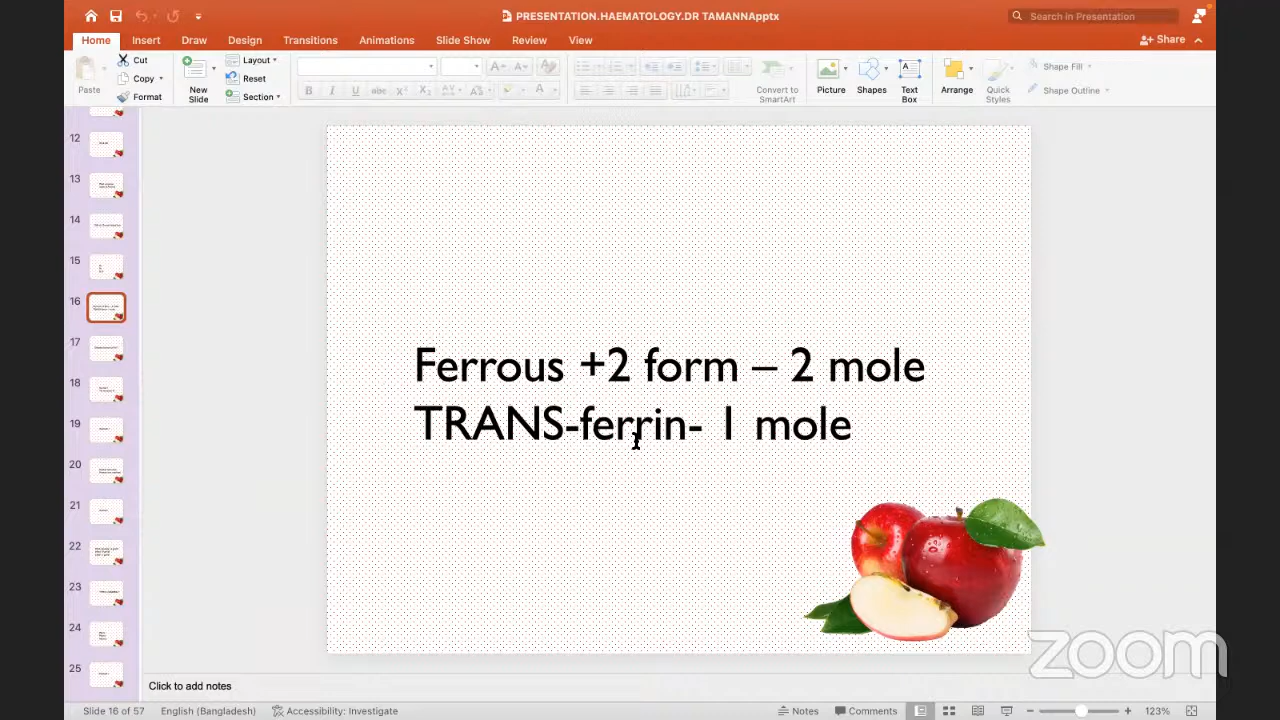 PRESENTATION.HAEMATOLOGY.DR TAMANNApptx
Search in Presentation
Home Insert Draw Design Transitions Animations Slide Show Review View
Share
Paste
Cut
Copy
Format
New Slide
Layout
Reset
Section
Convert to SmartArt
Picture
Shapes
Text Box
Arrange
Quick Styles
Shape Fill
Shape Outline
12
13
14
15
16
17
18
19
20
21
22
23
24
25
Ferrous +2 form – 2 mole
TRANS-ferrin- 1 mole
zoom
Click to add notes
Slide 16 of 57 English (Bangladesh) Accessibility: Investigate Notes Comments 123%